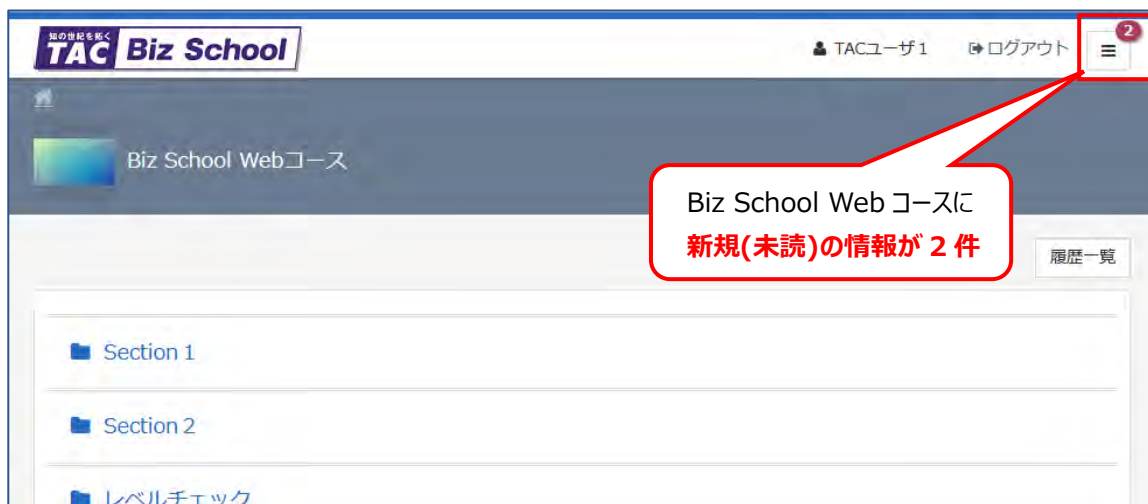 知の世紀を拓く
TAC Biz School
TACユーザ1
ログアウト
2
Biz School Webコース
Biz School Web コースに
新規(未読)の情報が 2 件
履歴一覧
Section 1
Section 2
レベルチェック